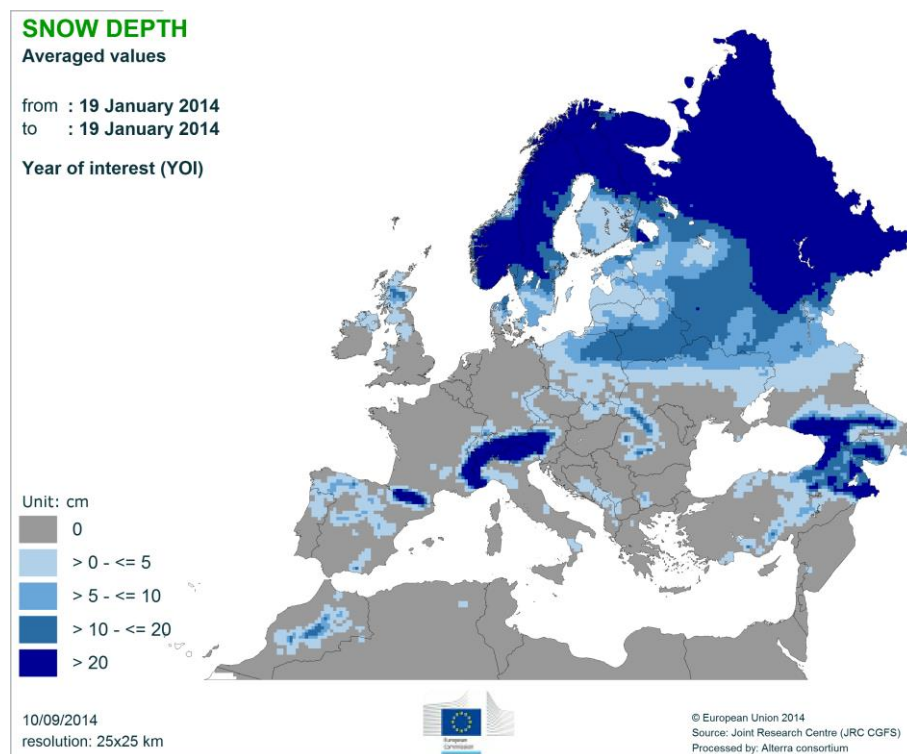 SNOW DEPTH
Averaged values
from : 19 January 2014
to : 19 January 2014
Year of interest (YOI)
Unit: cm
0
> 0 - <= 5
> 5 - <= 10
> 10 - <= 20
> 20
10/09/2014
resolution: 25x25 km
European
Commission
© European Union 2014
Source: Joint Research Centre (JRC CGFS)
Processed by: Alterra consortium